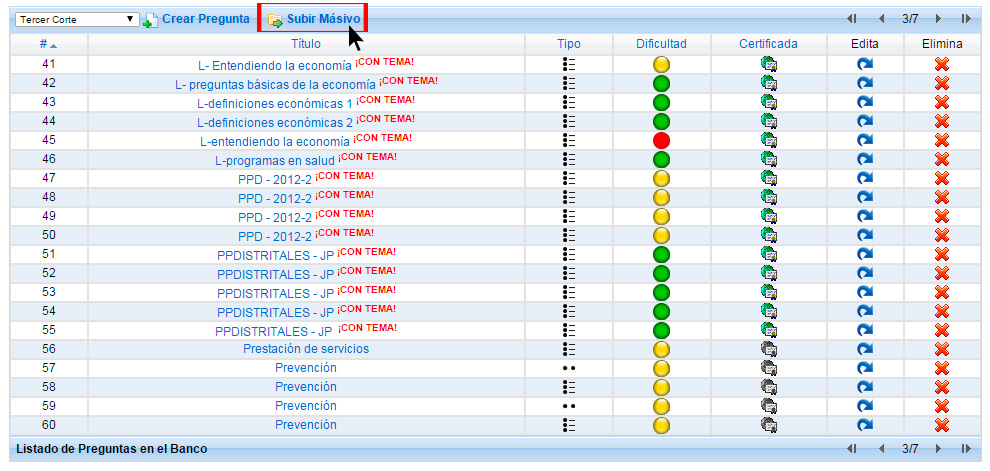 Tercer Corte Crear Pregunta Subir Másivo 3/7
# Título Tipo Dificultad Certificada Edita Elimina
41 L- Entendiendo la economía ¡CON TEMA!
42 L- preguntas básicas de la economía ¡CON TEMA!
43 L-definiciones económicas 1 ¡CON TEMA!
44 L-definiciones económicas 2 ¡CON TEMA!
45 L-entendiendo la economía ¡CON TEMA!
46 L-programas en salud ¡CON TEMA!
47 PPD - 2012-2 ¡CON TEMA!
48 PPD - 2012-2 ¡CON TEMA!
49 PPD - 2012-2 ¡CON TEMA!
50 PPD - 2012-2 ¡CON TEMA!
51 PPDISTRITALES - JP ¡CON TEMA!
52 PPDISTRITALES - JP ¡CON TEMA!
53 PPDISTRITALES - JP ¡CON TEMA!
54 PPDISTRITALES - JP ¡CON TEMA!
55 PPDISTRITALES - JP ¡CON TEMA!
56 Prestación de servicios
57 Prevención
58 Prevención
59 Prevención
60 Prevención
Listado de Preguntas en el Banco 3/7